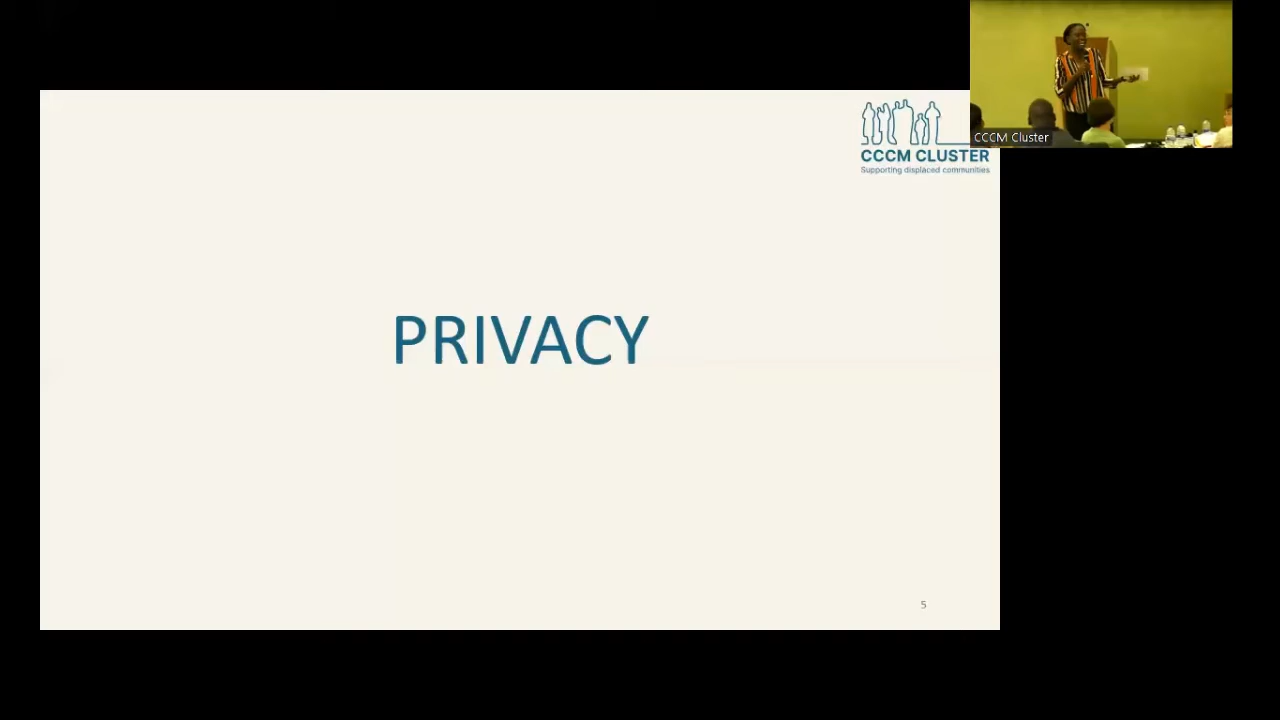 CCCM Cluster
CCCM CLUSTER
Supporting displaced communities
PRIVACY
5